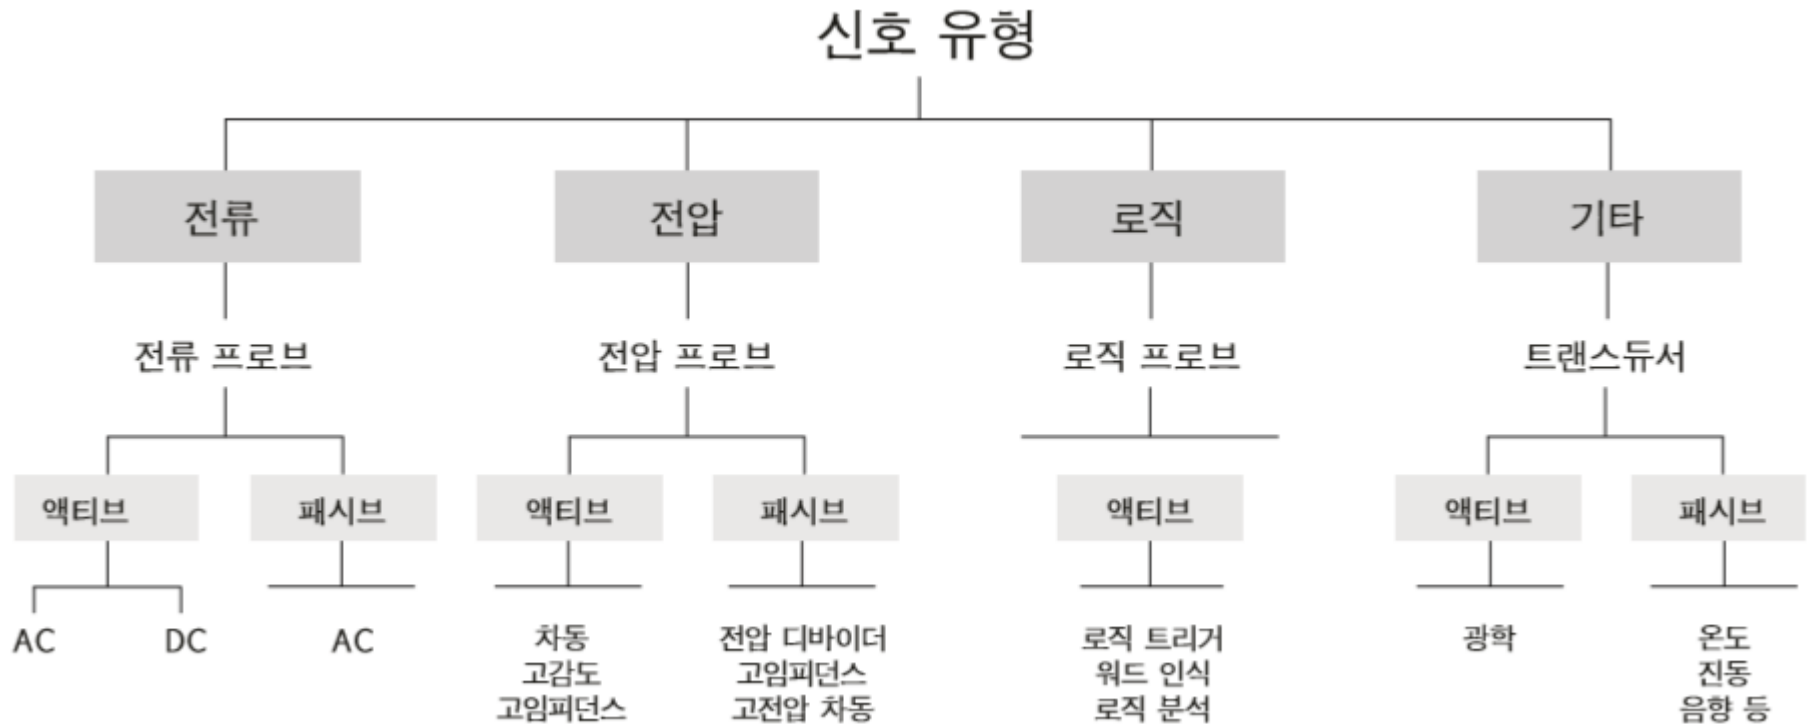 신호 유형
전류
전압
로직
기타
전류 프로브
전압 프로브
로직 프로브
트랜스듀서
액티브
패시브
액티브
패시브
액티브
액티브
패시브
AC
DC
AC
차동
고감도
고임피던스
전압 디바이더
고임피던스
고전압 차동
로직 트리거
워드 인식
로직 분석
광학
온도
진동
음향 등